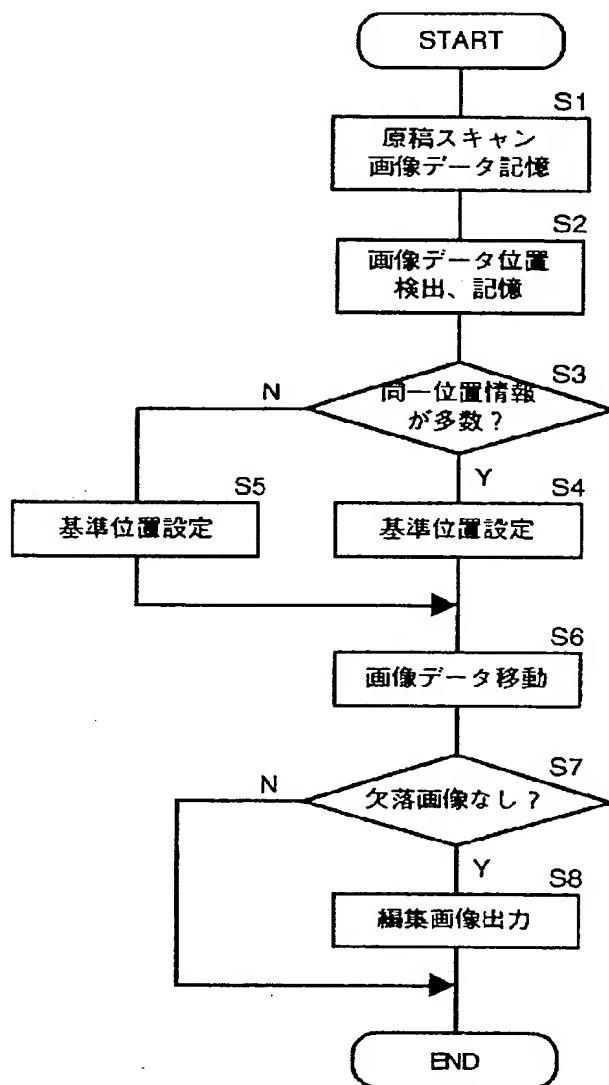 START
S1
原稿スキャン
画像データ記憶
S2
画像データ位置
検出、記憶
S3
同一位置情報
が多数？
N
Y
S5
基準位置設定
S4
基準位置設定
S6
画像データ移動
S7
欠落画像なし？
N
Y
S8
編集画像出力
END